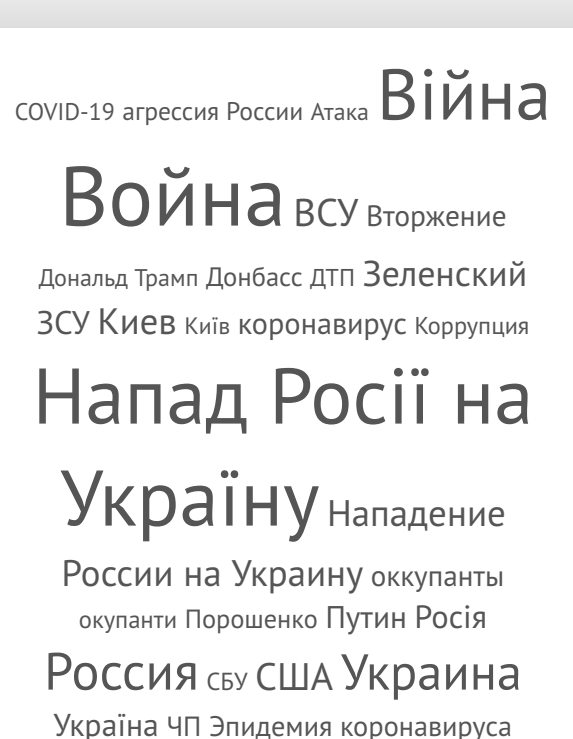 COVID-19 агрессия России Атака Війна
Война ВСУ Вторжение
Дональд Трамп Донбасс ДТП Зеленский
ЗСУ Киев Київ коронавирус Коррупция
Напад Росії на
Україну Нападение
России на Украину оккупанты
окупанти Порошенко Путин Росія
Россия СБУ США Украина
Україна ЧП Эпидемия коронавируса